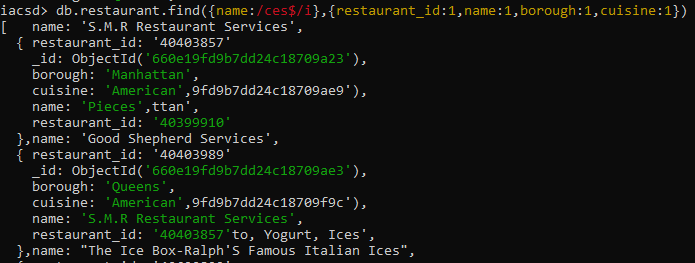 iacsd> db.restaurant.find({name:/ces$/i},{restaurant_id:1,name:1,borough:1,cuisine:1})
[   name: 'S.M.R Restaurant Services',
  { restaurant_id: '40403857'
    _id: ObjectId('660e19fd9b7dd24c18709a23'),
    borough: 'Manhattan',
    cuisine: 'American',9fd9b7dd24c18709ae9'),
    name: 'Pieces',ttan',
    restaurant_id: '40399910'
  },name: 'Good Shepherd Services',
  { restaurant_id: '40403989'
    _id: ObjectId('660e19fd9b7dd24c18709ae3'),
    borough: 'Queens',
    cuisine: 'American',9fd9b7dd24c18709f9c'),
    name: 'S.M.R Restaurant Services',
    restaurant_id: '40403857'to, Yogurt, Ices',
  },name: "The Ice Box-Ralph'S Famous Italian Ices",